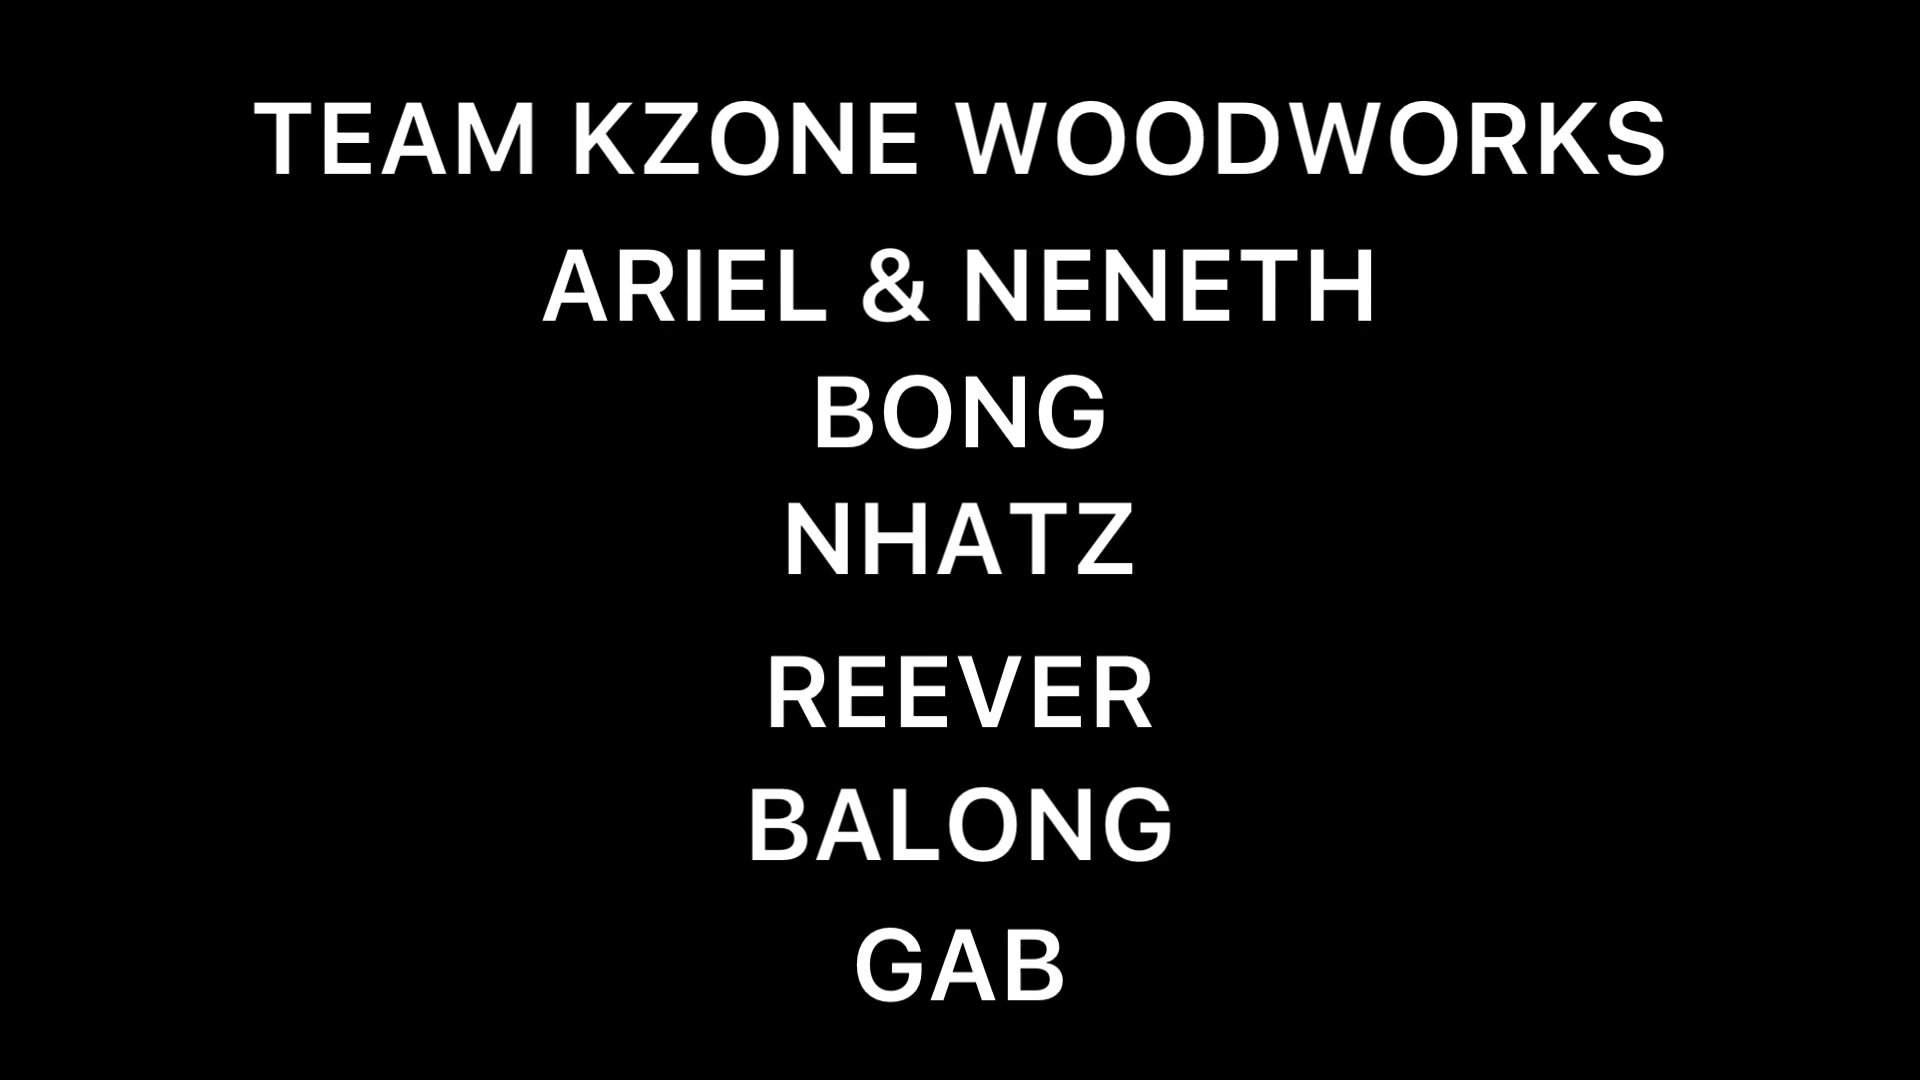 TEAM KZONE WOODWORKS
ARIEL & NENETH
BONG
NHATZ
REEVER
BALONG
GAB